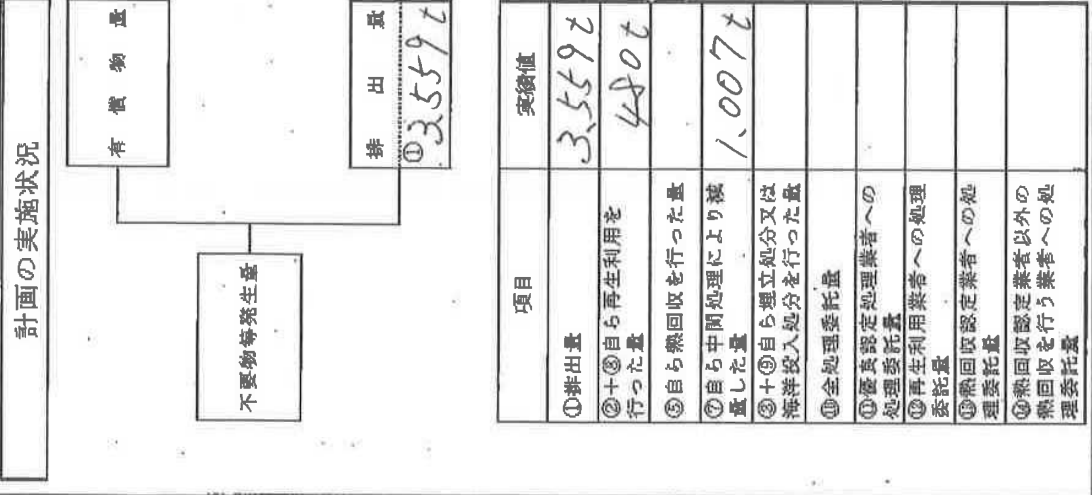 計画の実施状況
有償物量
不要物等発生量
排出量
①3,559t
項目 実績値
①排出量 3,559t
②+⑧自ら再生利用を
行った量 480t
⑤自ら熱回収を行った量
⑦自ら中間処理により減
量した量 1,007t
③+⑨自ら埋立処分又は
海洋投入処分を行った量
⑩全処理委託量
⑪優良認定処理業者への
処理委託量
⑫再生利用業者への処理
委託量
⑬熱回収認定業者への処
理委託量
⑭熱回収認定業者以外の
熱回収を行う業者への処
理委託量